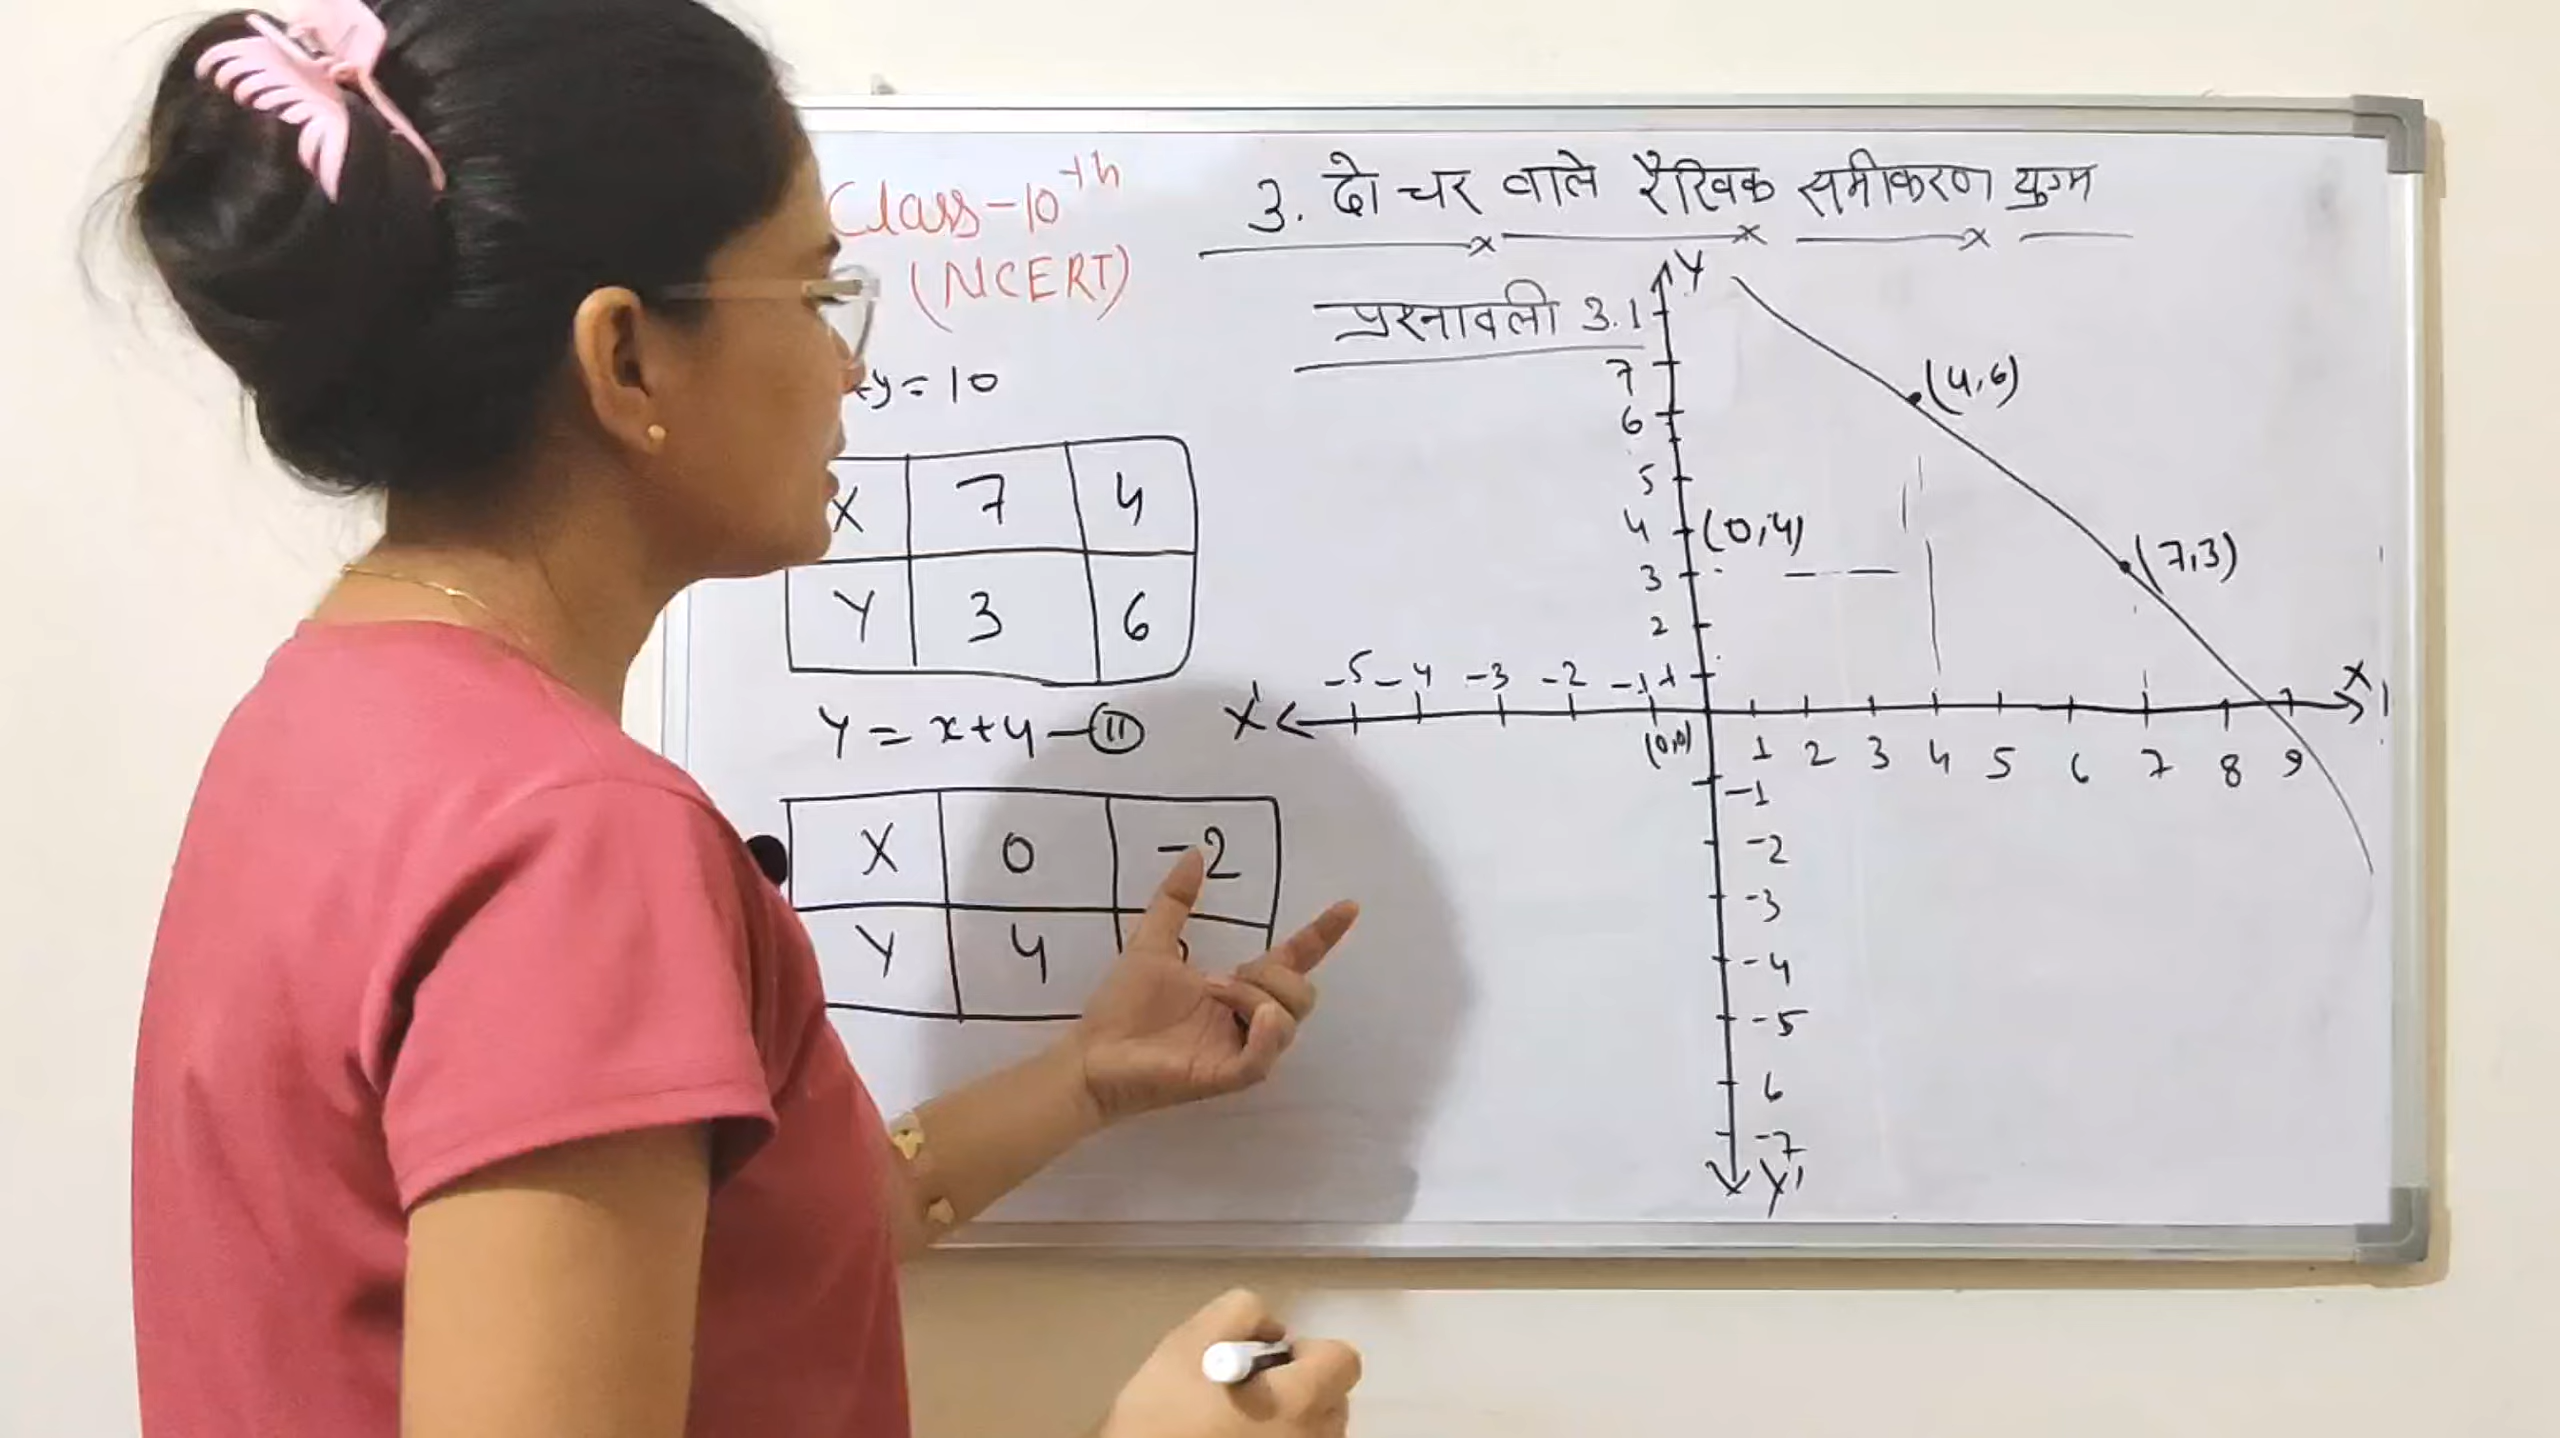 Class-10th
(NCERT)
3. दो चर वाले रैखिक समीकरण युग्म
प्रश्नावली 3.1
+y=10
X 7 4
Y 3 6
Y = x+4 — (II)
X 0 -2
Y 4
Y
7
6
5
4
3
2
1
(4,6)
(0,4)
(7,3)
X' -5 -4 -3 -2 -1 X
(0,0) 1 2 3 4 5 6 7 8 9
-1
-2
-3
-4
-5
6
-7
Y'